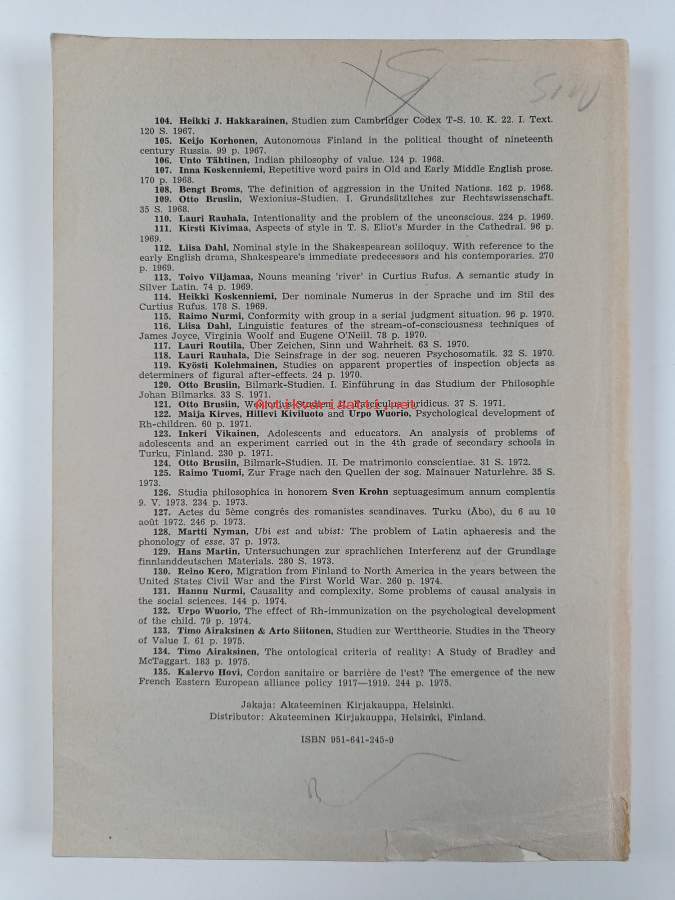 104. Heikki J. Hakkarainen, Studien zum Cambridger Codex T-S. 10. K. 22. I. Text.
120 S. 1967.
105. Keijo Korhonen, Autonomous Finland in the political thought of nineteenth
century Russia. 99 p. 1967.
106. Unto Tähtinen, Indian philosophy of value. 124 p. 1968.
107. Inna Koskenniemi, Repetitive word pairs in Old and Early Middle English prose.
170 p. 1968.
108. Bengt Broms, The definition of aggression in the United Nations. 162 p. 1968.
109. Otto Brusiin, Wexionius-Studien. I. Grundsätzliches zur Rechtswissenschaft.
35 S. 1968.
110. Lauri Rauhala, Intentionality and the problem of the unconscious. 224 p. 1969.
111. Kirsti Kivimaa, Aspects of style in T. S. Eliot's Murder in the Cathedral. 96 p.
1969.
112. Liisa Dahl, Nominal style in the Shakespearean soliloquy. With reference to the
early English drama, Shakespeare's immediate predecessors and his contemporaries. 270
p. 1969.
113. Toivo Viljamaa, Nouns meaning 'river' in Curtius Rufus. A semantic study in
Silver Latin. 74 p. 1969.
114. Heikki Koskenniemi, Der nominale Numerus in der Sprache und im Stil des
Curtius Rufus. 178 S. 1969.
115. Raimo Nurmi, Conformity with group in a serial judgment situation. 96 p. 1970.
116. Liisa Dahl, Linguistic features of the stream-of-consciousness techniques of
James Joyce, Virginia Woolf and Eugene O'Neill. 78 p. 1970.
117. Lauri Routila, Über Zeichen, Sinn und Wahrheit. 63 S. 1970.
118. Lauri Rauhala, Die Seinsfrage in der sog. neueren Psychosomatik. 32 S. 1970.
119. Kyösti Kolehmainen, Studies on apparent properties of inspection objects as
determiners of figural after-effects. 24 p. 1970.
120. Otto Brusiin, Bilmark-Studien. I. Einführung in das Studium der Philosophie
Johan Bilmarks. 33 S. 1971.
121. Otto Brusiin, Wexionius-Studien. II. Fasciculus iuridicus. 37 S. 1971.
Antikvariaatti.net
122. Maija Kirves, Hillevi Kiviluoto and Urpo Wuorio, Psychological development of
Rh-children. 60 p. 1971.
123. Inkeri Vikainen, Adolescents and educators. An analysis of problems of
adolescents and an experiment carried out in the 4th grade of secondary schools in
Turku, Finland. 230 p. 1971.
124. Otto Brusiin, Bilmark-Studien. II. De matrimonio conscientiae. 31 S. 1972.
125. Raimo Tuomi, Zur Frage nach den Quellen der sog. Mainauer Naturlehre. 35 S.
1973.
126. Studia philosophica in honorem Sven Krohn septuagesimum annum complentis
9. V. 1973. 234 p. 1973.
127. Actes du 5ème congrès des romanistes scandinaves. Turku (Åbo), du 6 au 10
août 1972. 246 p. 1973.
128. Martti Nyman, Ubi est and ubist: The problem of Latin aphaeresis and the
phonology of esse. 37 p. 1973.
129. Hans Martin, Untersuchungen zur sprachlichen Interferenz auf der Grundlage
finnlanddeutschen Materials. 280 S. 1973.
130. Reino Kero, Migration from Finland to North America in the years between the
United States Civil War and the First World War. 260 p. 1974.
131. Hannu Nurmi, Causality and complexity. Some problems of causal analysis in
the social sciences. 144 p. 1974.
132. Urpo Wuorio, The effect of Rh-immunization on the psychological development
of the child. 79 p. 1974.
133. Timo Airaksinen & Arto Siitonen, Studien zur Werttheorie. Studies in the Theory
of Value I. 61 p. 1975.
134. Timo Airaksinen, The ontological criteria of reality: A Study of Bradley and
McTaggart. 183 p. 1975.
135. Kalervo Hovi, Cordon sanitaire or barrière de l'est? The emergence of the new
French Eastern European alliance policy 1917—1919. 244 p. 1975.
Jakaja: Akateeminen Kirjakauppa, Helsinki.
Distributor: Akateeminen Kirjakauppa, Helsinki, Finland.
ISBN 951-641-245-9